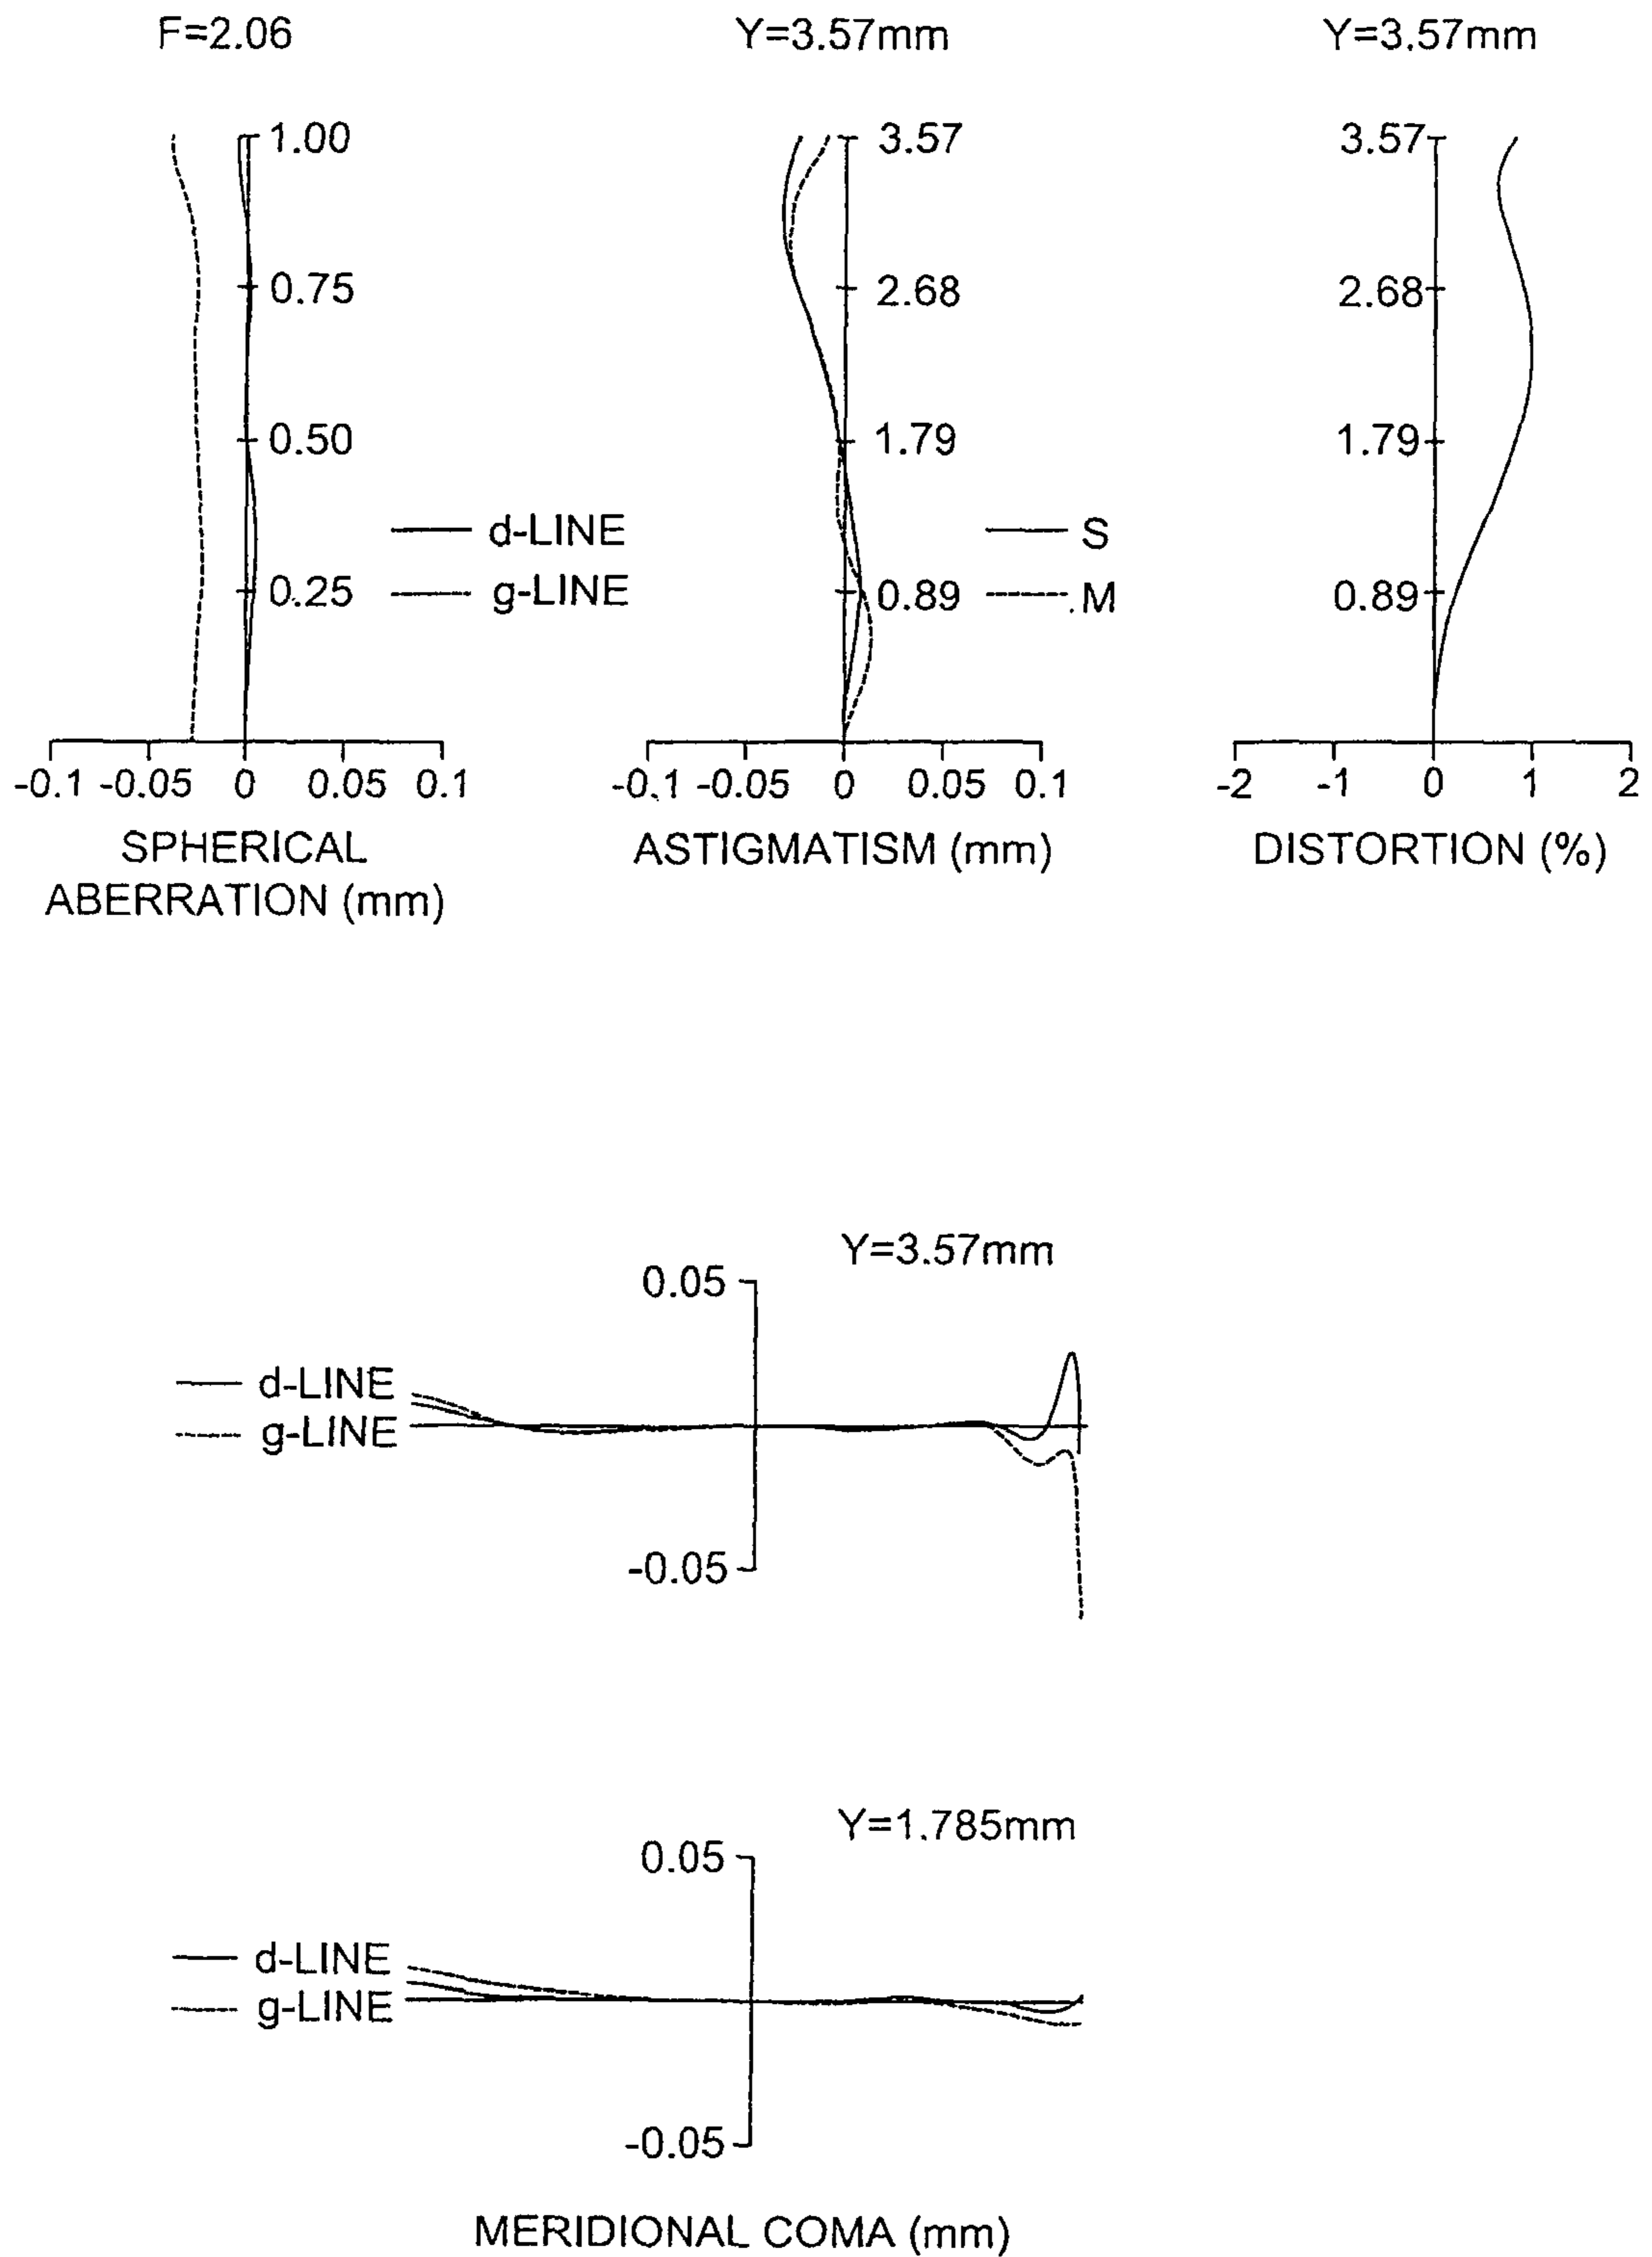 F=2.06
1.00
0.75
0.50
0.25
d-LINE
g-LINE
-0.1 -0.05 0 0.05 0.1
SPHERICAL
ABERRATION (mm)
Y=3.57mm
3.57
2.68
1.79
0.89
S
M
-0.1 -0.05 0 0.05 0.1
ASTIGMATISM (mm)
Y=3.57mm
3.57
2.68
1.79
0.89
-2 -1 0 1 2
DISTORTION (%)
Y=3.57mm
0.05
d-LINE
g-LINE
-0.05
Y=1.785mm
0.05
d-LINE
g-LINE
-0.05
MERIDIONAL COMA (mm)